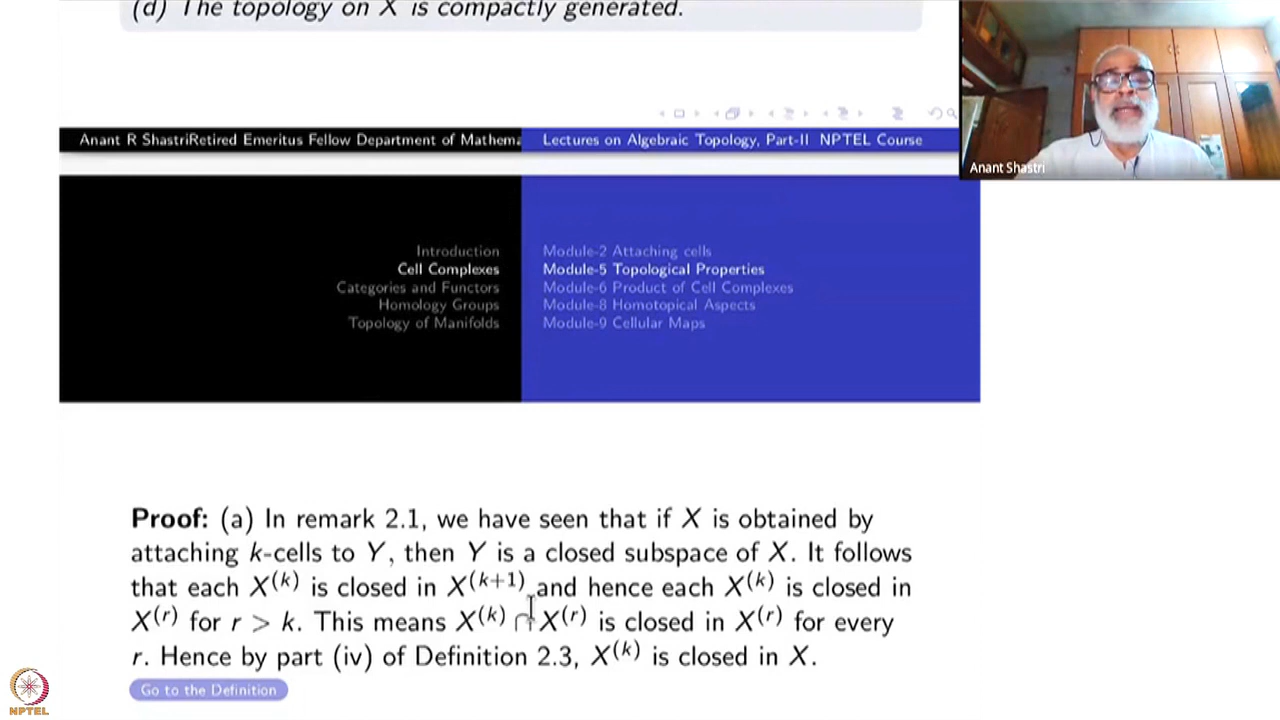 (d) The topology on X is compactly generated.
Anant R ShastriRetired Emeritus Fellow Department of Mathema
Lectures on Algebraic Topology, Part-II NPTEL Course
Anant Shastri
Introduction
Cell Complexes
Categories and Functors
Homology Groups
Topology of Manifolds
Module-2 Attaching cells
Module-5 Topological Properties
Module-6 Product of Cell Complexes
Module-8 Homotopical Aspects
Module-9 Cellular Maps
Proof: (a) In remark 2.1, we have seen that if X is obtained by
attaching k-cells to Y, then Y is a closed subspace of X. It follows
that each X^(k) is closed in X^(k+1) and hence each X^(k) is closed in
X^(r) for r > k. This means X^(k) ∩ X^(r) is closed in X^(r) for every
r. Hence by part (iv) of Definition 2.3, X^(k) is closed in X.
Go to the Definition
NPTEL